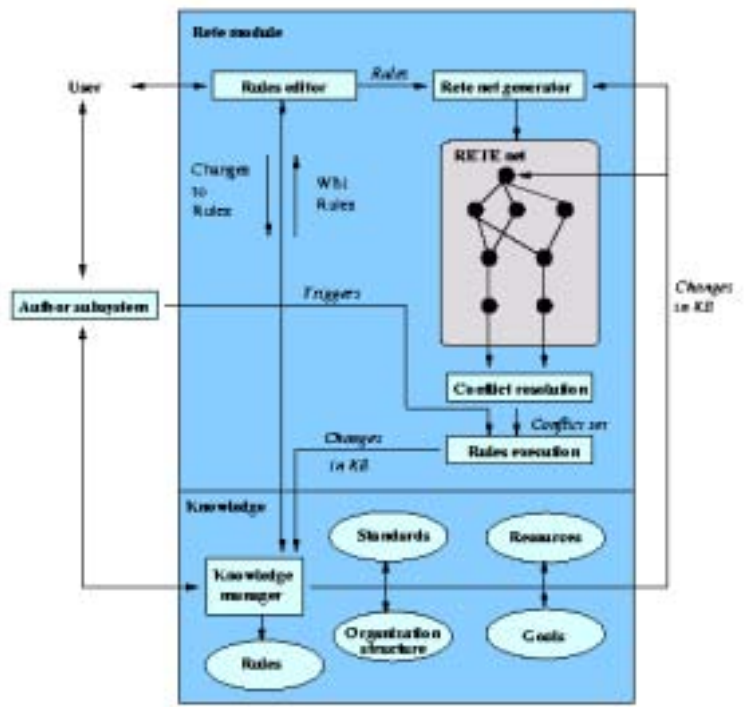 Rete module
User
Rules editor
Rules
Rete net generator
RETE net
Changes
to
Rules
Whl
Rules
Author subsystem
Triggers
Changes
in KB
Conflict resolution
Conflict set
Rules execution
Changes
in KB
Knowledge
Standards
Resources
Knowledge
manager
Organization
structure
Goals
Rules